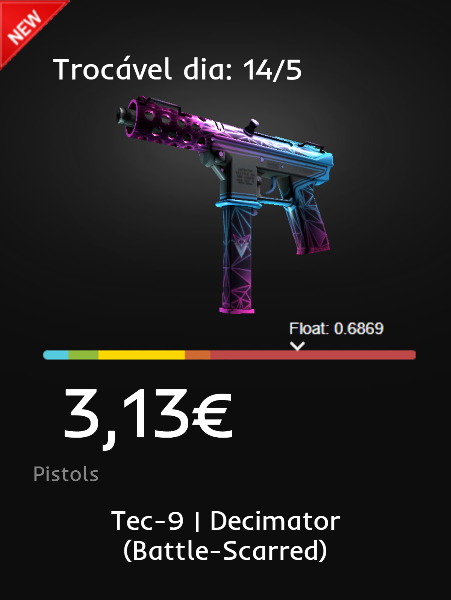 NEW
Trocável dia: 14/5
Float: 0.6869
3,13€
Pistols
Tec-9 | Decimator
(Battle-Scarred)